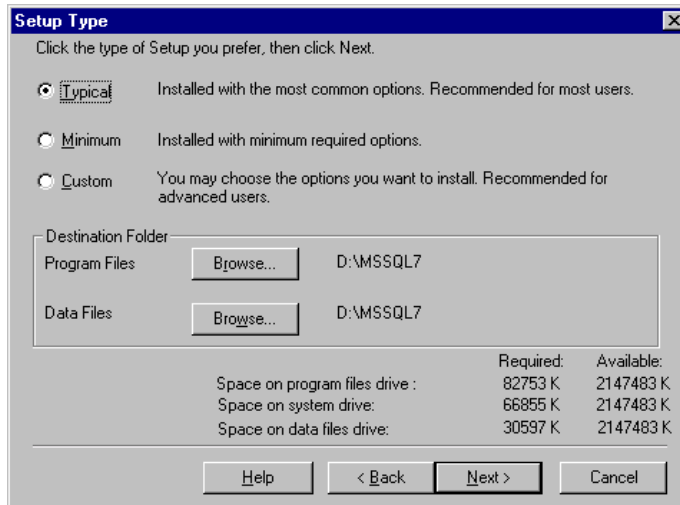 Setup Type
Click the type of Setup you prefer, then click Next.
Typical Installed with the most common options. Recommended for most users.
Minimum Installed with minimum required options.
Custom You may choose the options you want to install. Recommended for
advanced users.
Destination Folder
Program Files Browse... D:\MSSQL7
Data Files Browse... D:\MSSQL7
Required: Available:
Space on program files drive : 82753 K 2147483 K
Space on system drive: 66855 K 2147483 K
Space on data files drive: 30597 K 2147483 K
Help < Back Next > Cancel